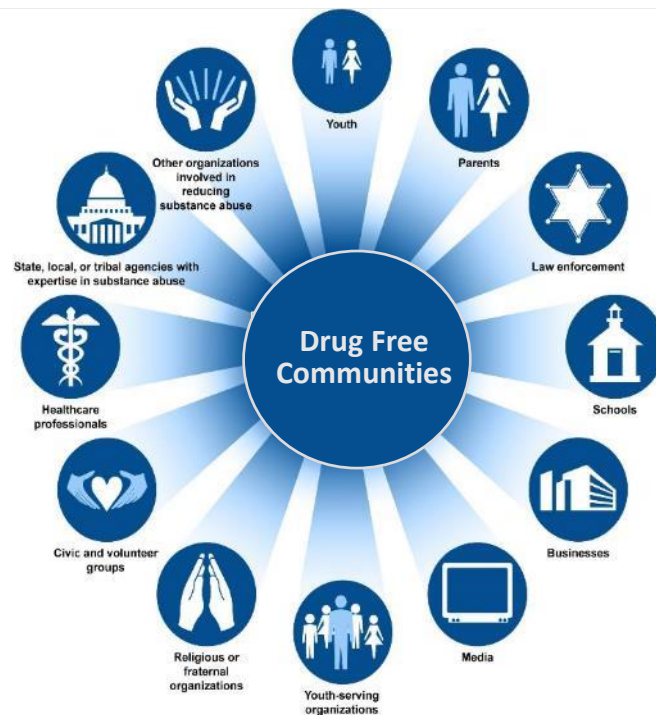 Youth
Parents
Law enforcement
Schools
Businesses
Media
Youth-serving
organizations
Religious or
fraternal
organizations
Civic and volunteer
groups
Healthcare
professionals
State, local, or tribal agencies with
expertise in substance abuse
Other organizations
involved in
reducing
substance abuse
Drug Free
Communities